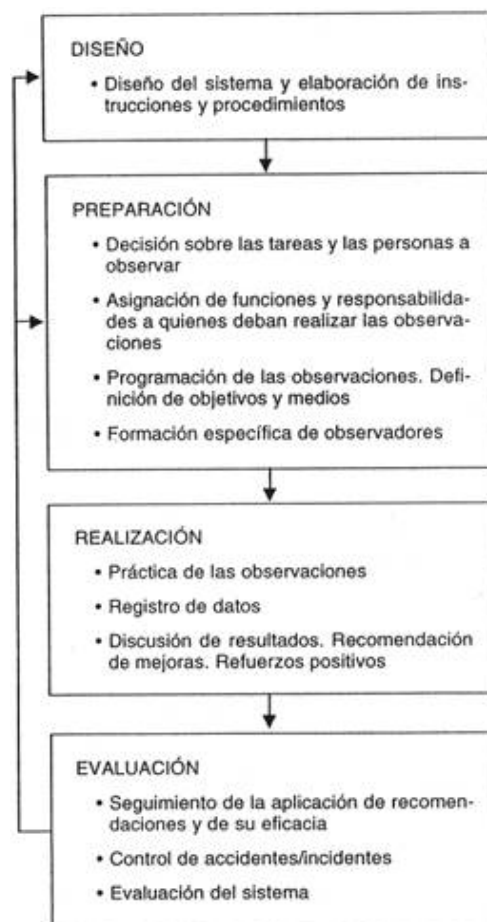 DISEÑO
• Diseño del sistema y elaboración de ins-
trucciones y procedimientos
PREPARACIÓN
• Decisión sobre las tareas y las personas a
observar
• Asignación de funciones y responsabilida-
des a quienes deban realizar las observa-
ciones
• Programación de las observaciones. Defi-
nición de objetivos y medios
• Formación específica de observadores
REALIZACIÓN
• Práctica de las observaciones
• Registro de datos
• Discusión de resultados. Recomendación
de mejoras. Refuerzos positivos
EVALUACIÓN
• Seguimiento de la aplicación de recomen-
daciones y de su eficacia
• Control de accidentes/incidentes
• Evaluación del sistema